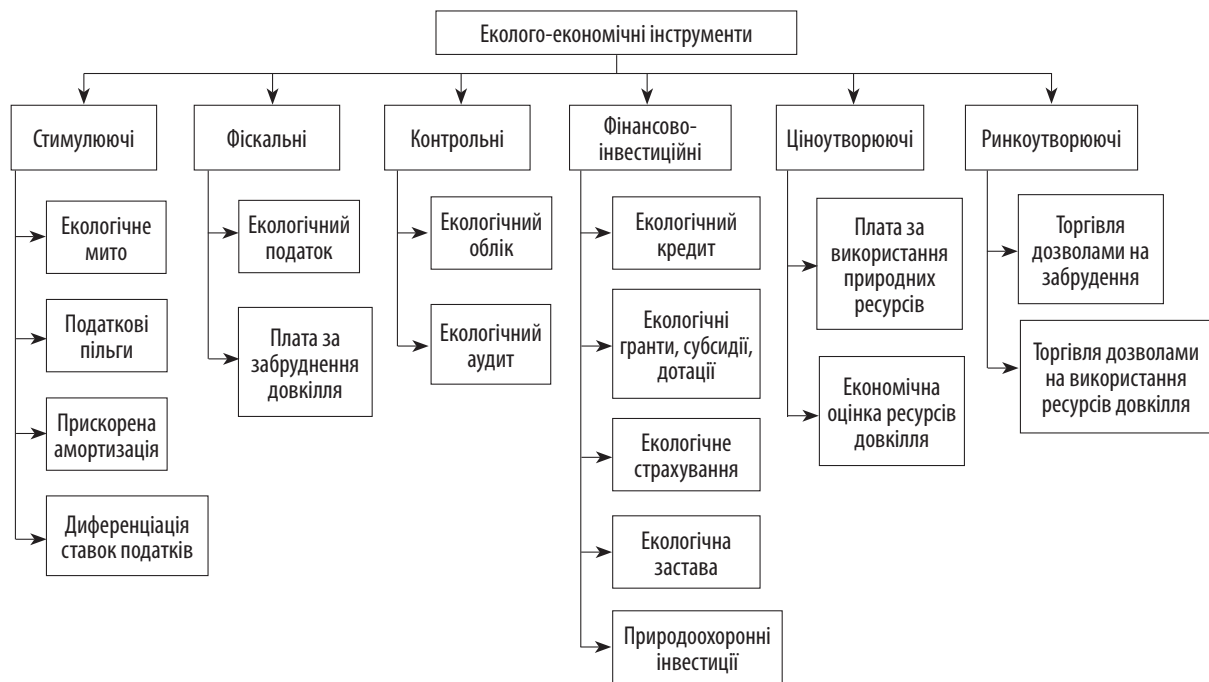 Еколого-економічні інструменти
Стимулюючі
Фіскальні
Контрольні
Фінансово-
інвестиційні
Ціноутворюючі
Ринкоутворюючі
Екологічне
мито
Податкові
пільги
Прискорена
амортизація
Диференціація
ставок податків
Екологічний
податок
Плата за
забруднення
довкілля
Екологічний
облік
Екологічний
аудит
Екологічний
кредит
Екологічні
гранти, субсидії,
дотації
Екологічне
страхування
Екологічна
застава
Природоохоронні
інвестиції
Плата за
використання
природних
ресурсів
Економічна
оцінка ресурсів
довкілля
Торгівля
дозволами на
забрудення
Торгівля дозволами
на використання
ресурсів довкілля